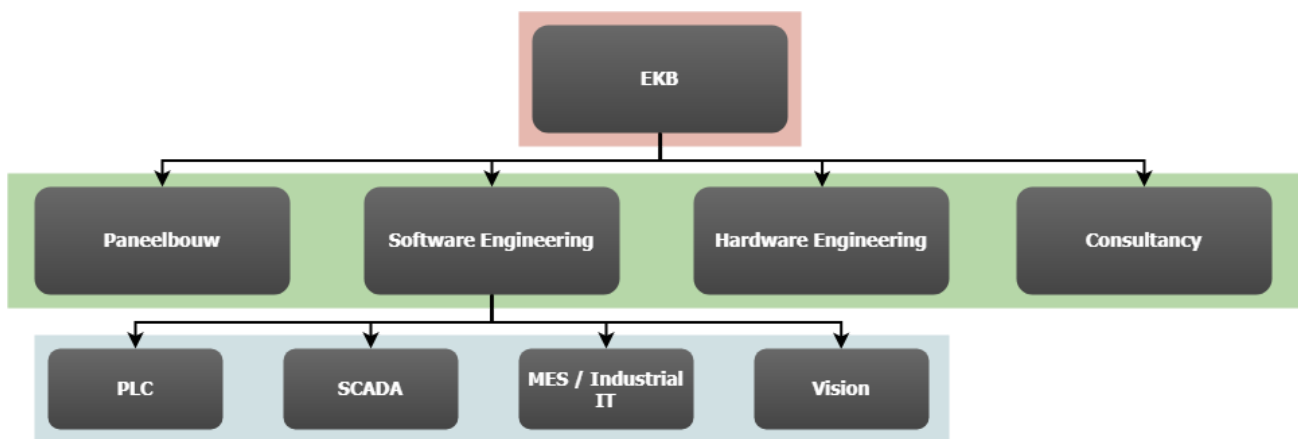 EKB
Paneelbouw
Software Engineering
Hardware Engineering
Consultancy
PLC
SCADA
MES / Industrial
IT
Vision